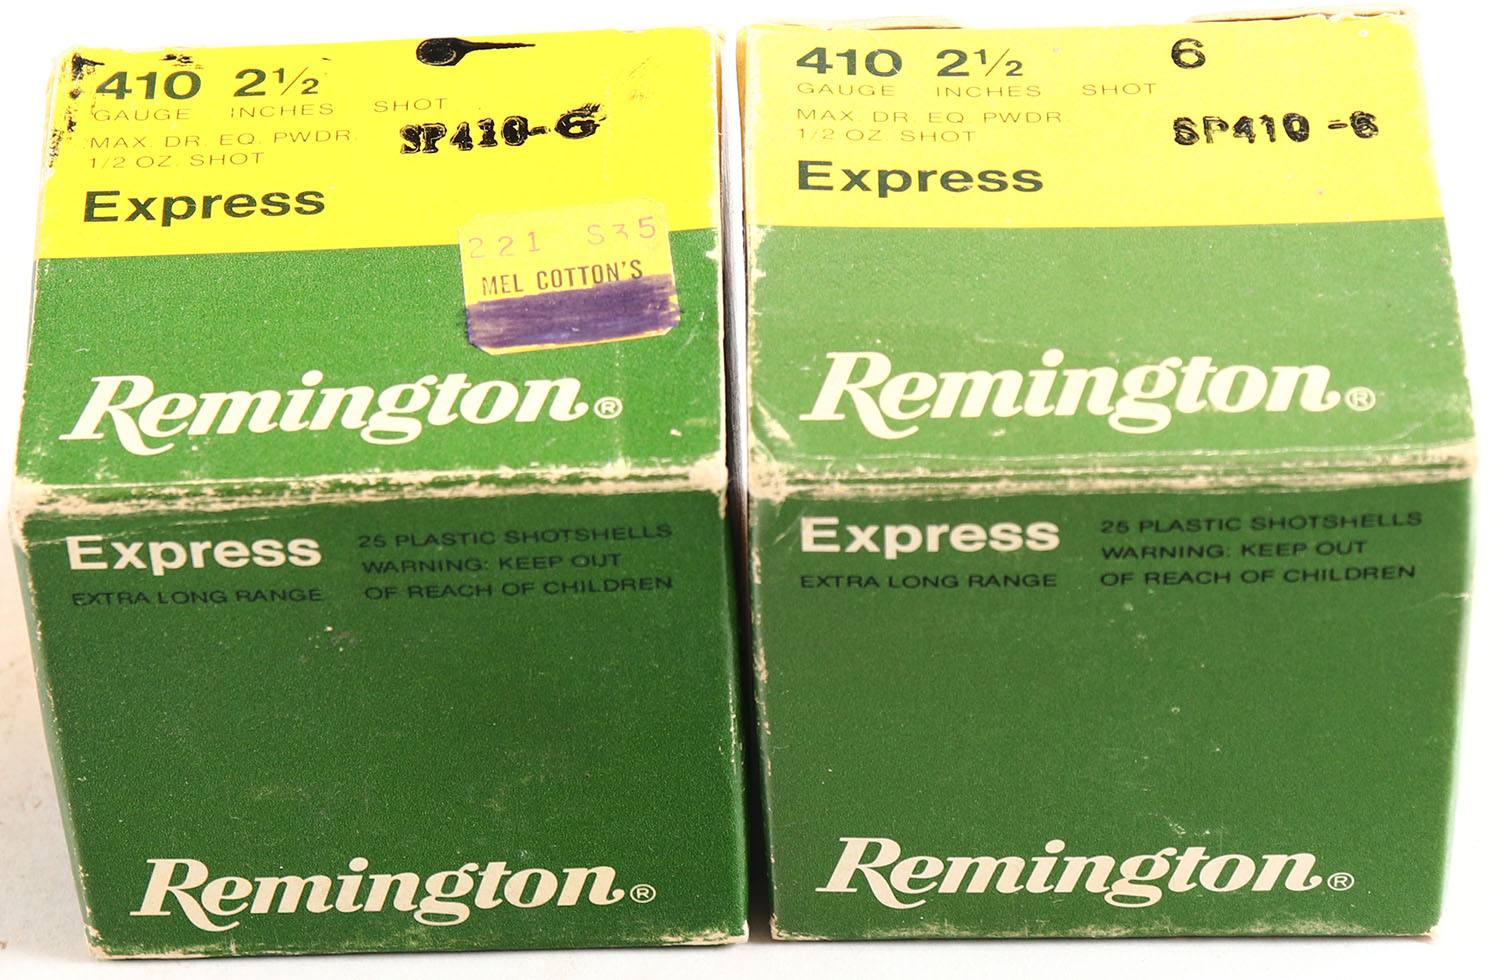 410 2½
GAUGE INCHES SHOT
MAX. DR. EQ. PWDR.
1/2 OZ. SHOT
SP410-6
Express
221 S35
MEL COTTON'S
Remington®
Express
EXTRA LONG RANGE
25 PLASTIC SHOTSHELLS
WARNING: KEEP OUT
OF REACH OF CHILDREN
Remington®
410 2½ 6
GAUGE INCHES SHOT
MAX. DR. EQ. PWDR.
1/2 OZ. SHOT
SP410-6
Express
Remington®
Express
EXTRA LONG RANGE
25 PLASTIC SHOTSHELLS
WARNING: KEEP OUT
OF REACH OF CHILDREN
Remington®